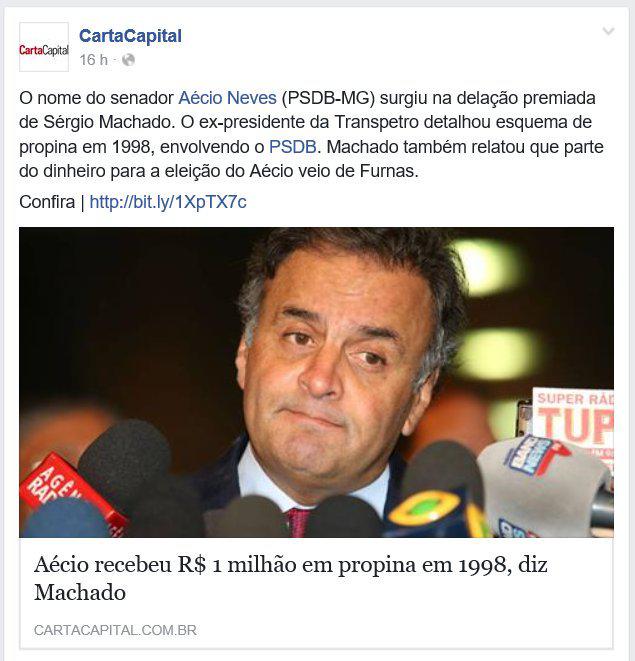 CartaCapital
CartaCapital
16 h ·
O nome do senador Aécio Neves (PSDB-MG) surgiu na delação premiada
de Sérgio Machado. O ex-presidente da Transpetro detalhou esquema de
propina em 1998, envolvendo o PSDB. Machado também relatou que parte
do dinheiro para a eleição do Aécio veio de Furnas.
Confira | http://bit.ly/1XpTX7c
SUPER RÁD
TUP
BAND
NEWS
AGÊN
RADI
Aécio recebeu R$ 1 milhão em propina em 1998, diz
Machado
CARTACAPITAL.COM.BR